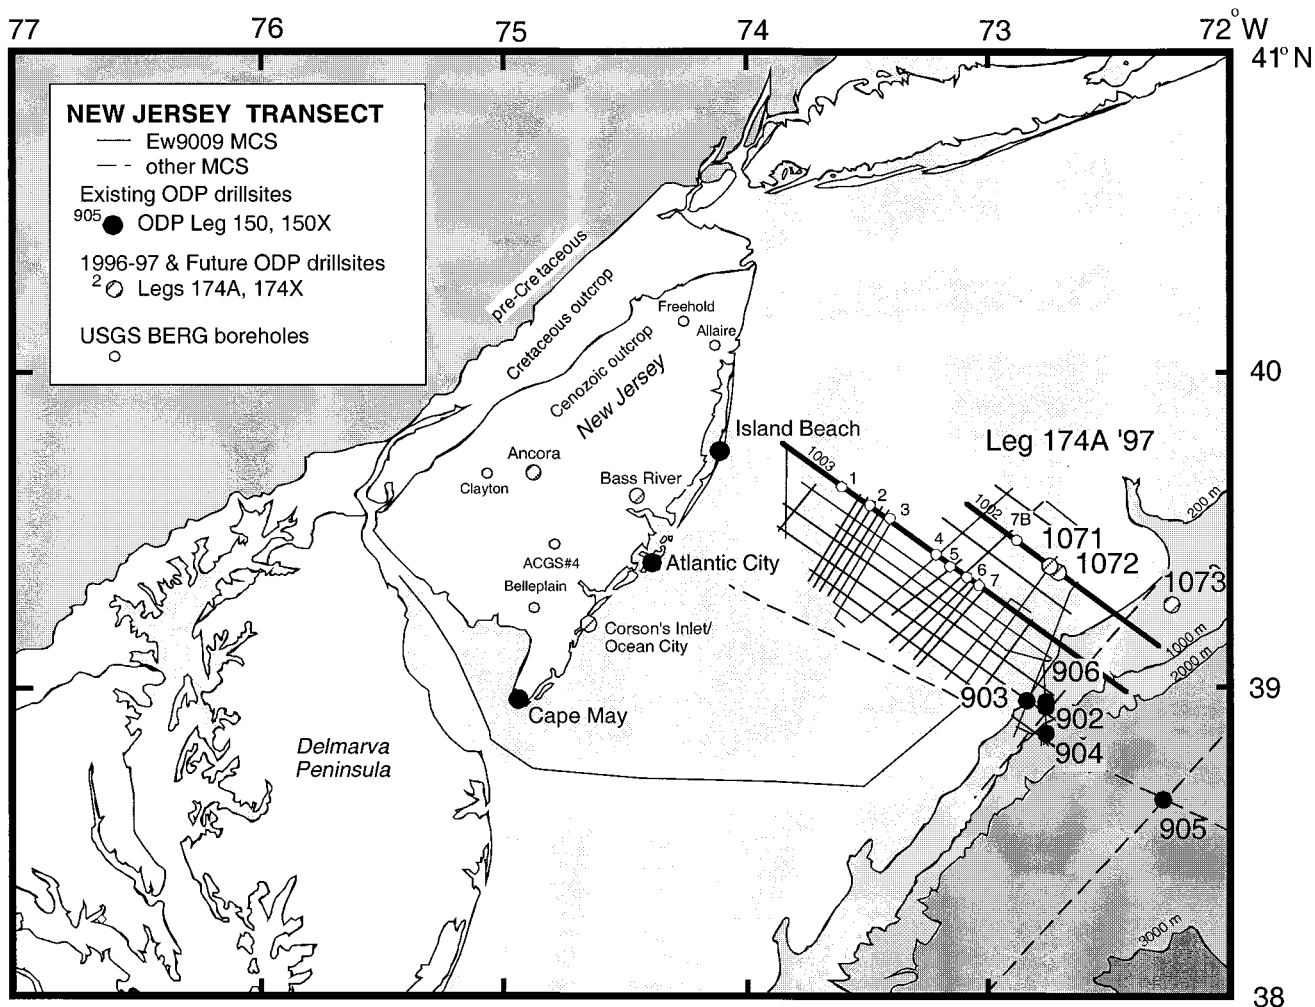 77
76
75
74
73
72°W
41°N
NEW JERSEY TRANSECT
Ew9009 MCS
other MCS
Existing ODP drillsites
905 ODP Leg 150, 150X
1996-97 & Future ODP drillsites
2 Legs 174A, 174X
USGS BERG boreholes
pre-Cretaceous
Cretaceous outcrop
Cenozoic outcrop
New Jersey
Freehold
Allaire
40
Island Beach
Leg 174A '97
Ancora
Clayton
Bass River
1003
1
2
3
1002
7B
1071
1072
1073
200 m
4
5
6
7
ACGS#4
Atlantic City
Belleplain
Corson's Inlet/
Ocean City
1000 m
2000 m
39
906
903
902
904
Cape May
Delmarva
Peninsula
905
3000 m
38